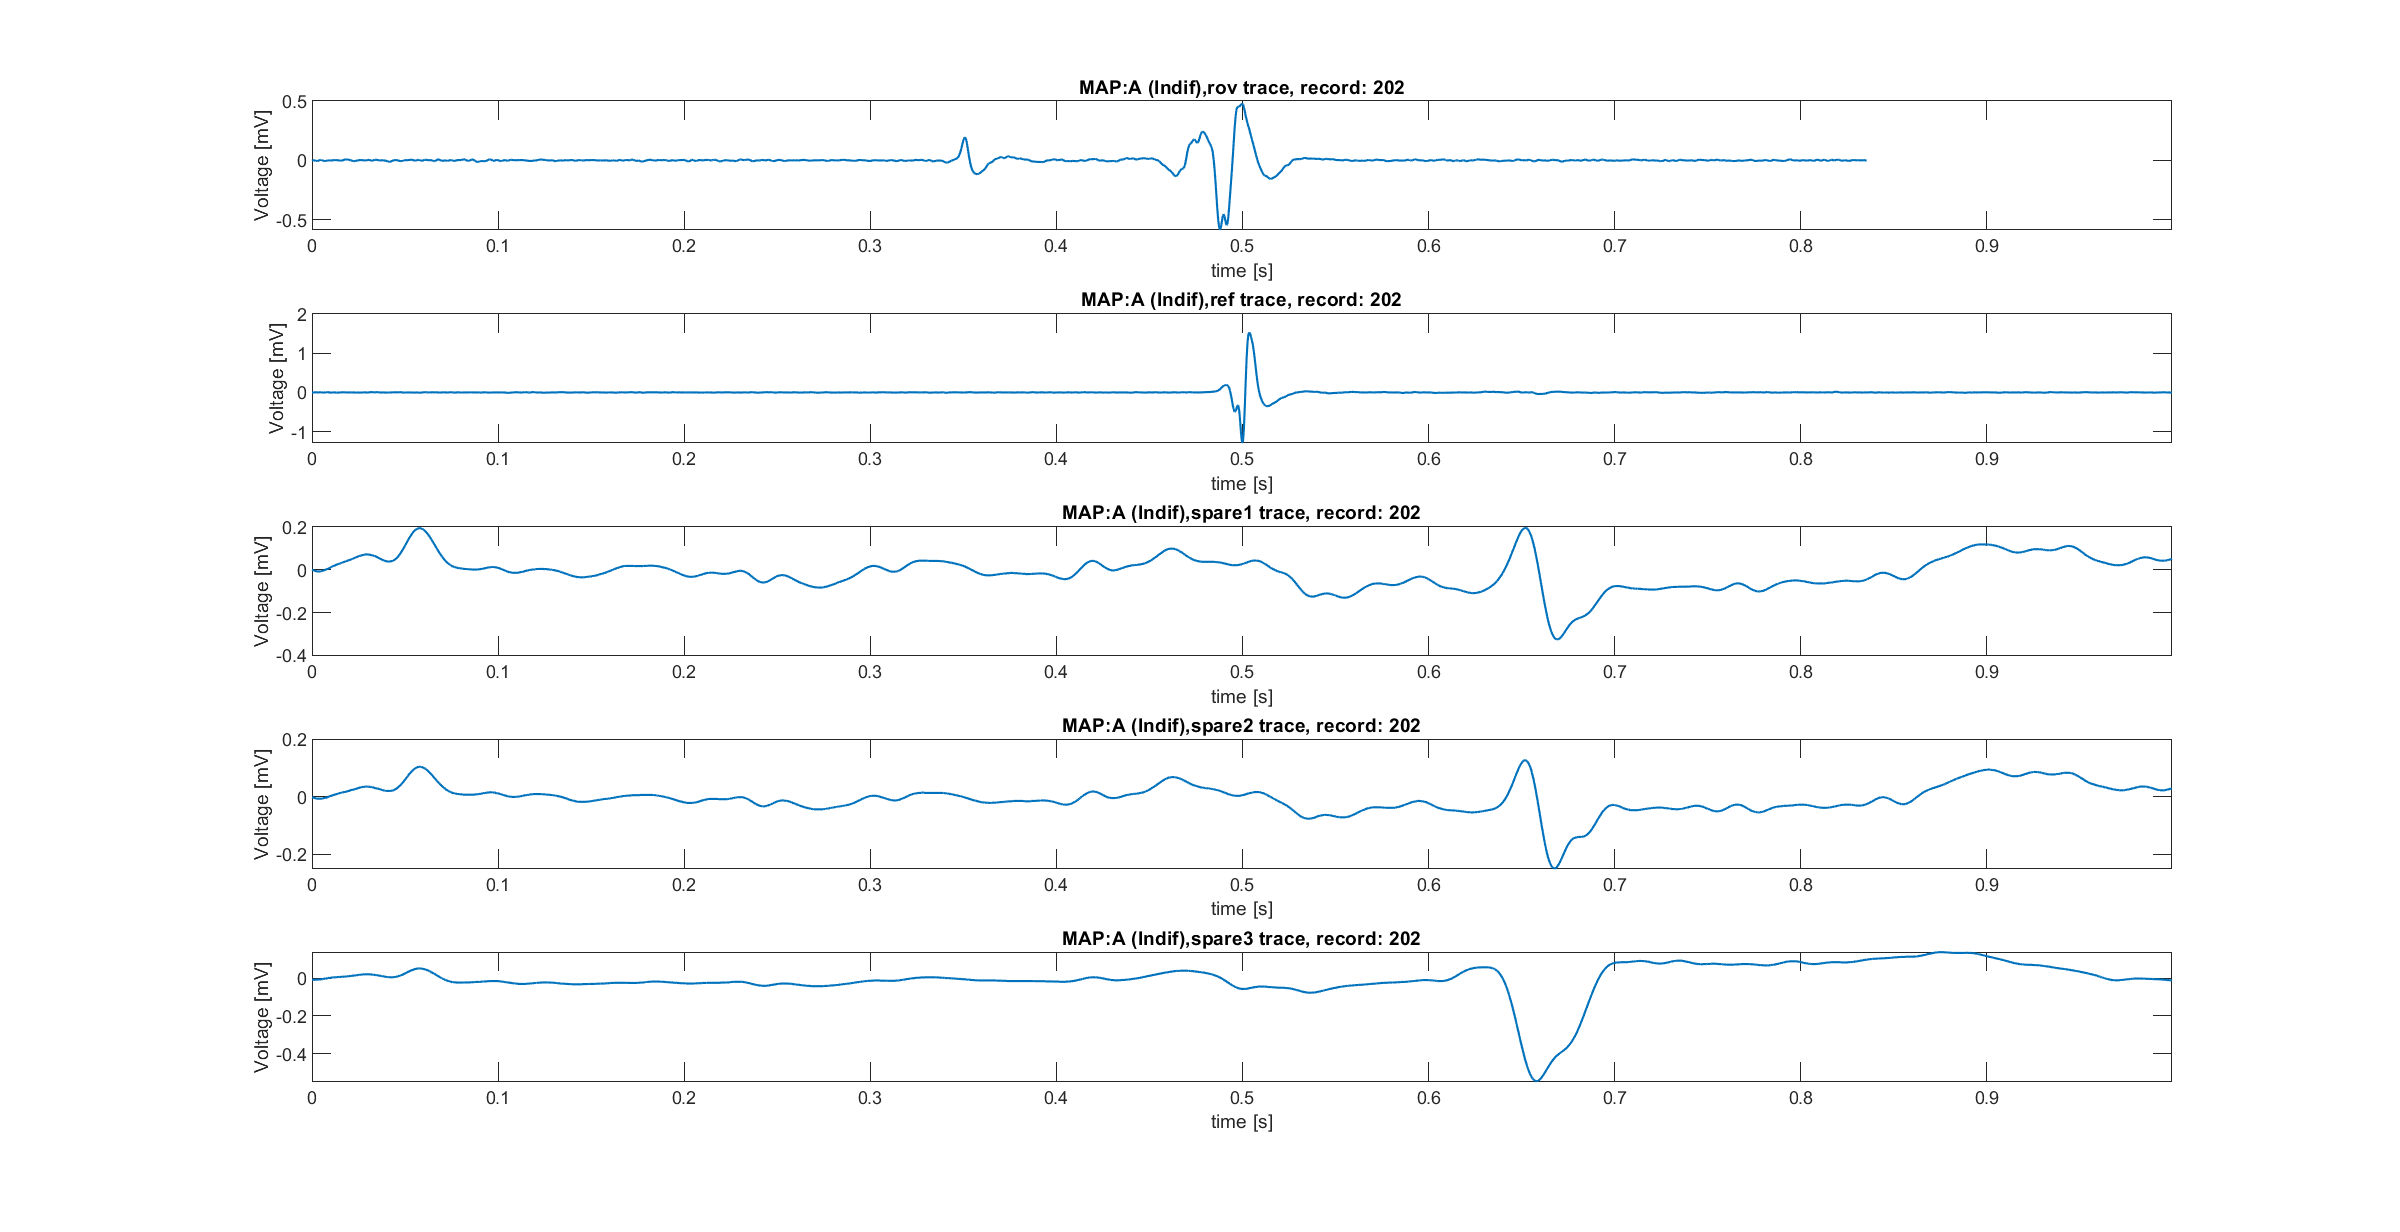 MAP:A (Indif),rov trace, record: 202
Voltage [mV]
0.5
0
-0.5
0 0.1 0.2 0.3 0.4 0.5 0.6 0.7 0.8 0.9
time [s]
MAP:A (Indif),ref trace, record: 202
Voltage [mV]
2
1
0
-1
0 0.1 0.2 0.3 0.4 0.5 0.6 0.7 0.8 0.9
time [s]
MAP:A (Indif),spare1 trace, record: 202
Voltage [mV]
0.2
0
-0.2
-0.4
0 0.1 0.2 0.3 0.4 0.5 0.6 0.7 0.8 0.9
time [s]
MAP:A (Indif),spare2 trace, record: 202
Voltage [mV]
0.2
0
-0.2
0 0.1 0.2 0.3 0.4 0.5 0.6 0.7 0.8 0.9
time [s]
MAP:A (Indif),spare3 trace, record: 202
Voltage [mV]
0
-0.2
-0.4
0 0.1 0.2 0.3 0.4 0.5 0.6 0.7 0.8 0.9
time [s]